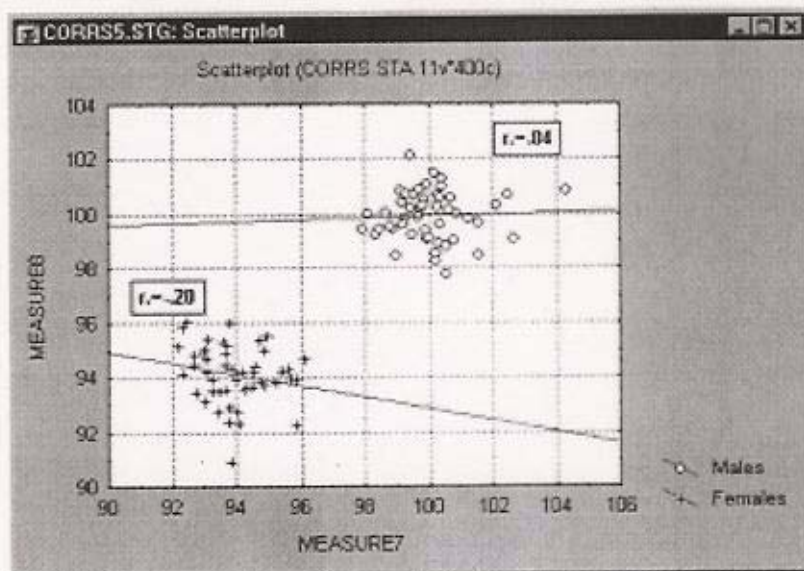 CORRS5.STG: Scatterplot
Scatterplot (CORRS STA 11v*400c)
104
102
100
98
96
94
92
90
r.=.04
r.=-.20
MEASURE7
90 92 94 96 98 100 102 104 106
Males
Females